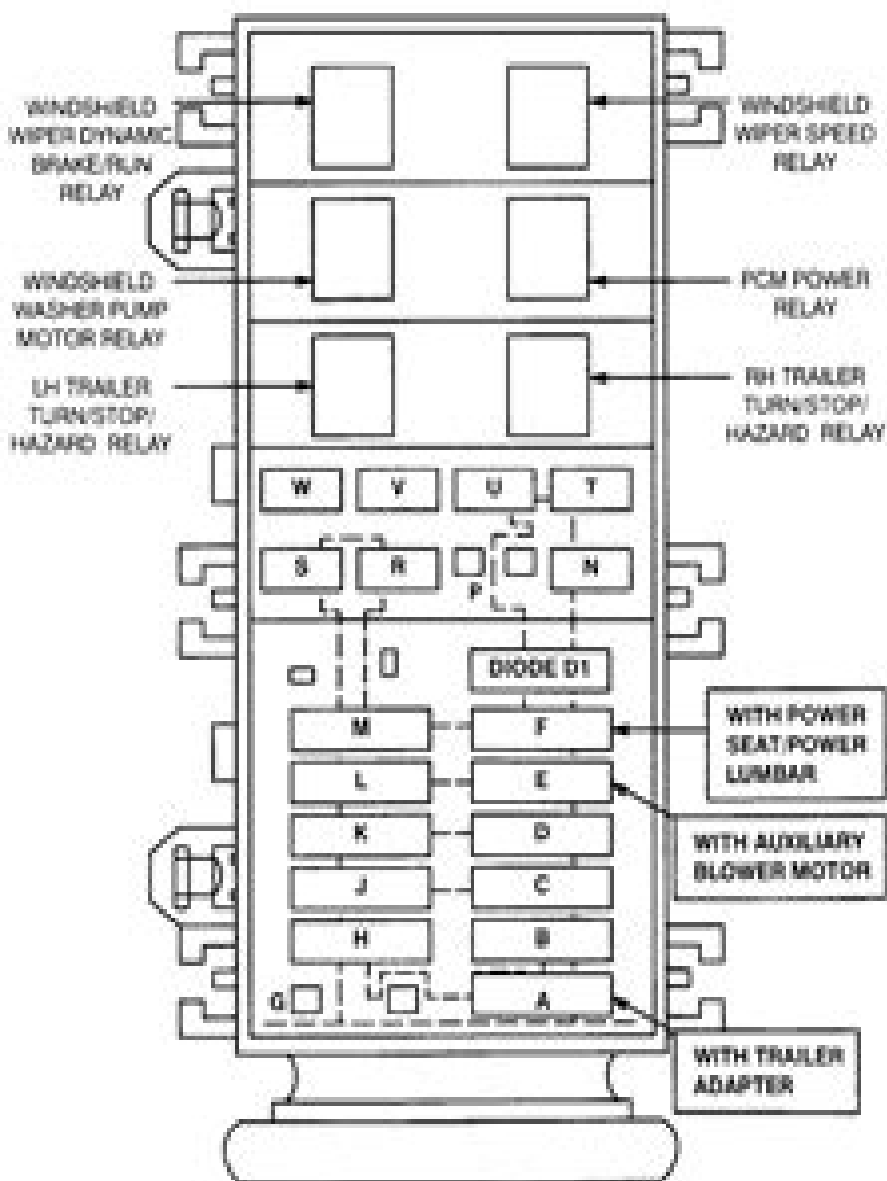 WINDSHIELD
WIPER DYNAMIC
BRAKE/RUN
RELAY
WINDSHIELD
WIPER SPEED
RELAY
WINDSHIELD
WASHER PUMP
MOTOR RELAY
PCM POWER
RELAY
LH TRAILER
TURN/STOP/
HAZARD RELAY
RH TRAILER
TURN/STOP/
HAZARD RELAY
W V U T
S R P N
DIODE D1
M F
WITH POWER
SEAT/POWER
LUMBAR
L E
K D
WITH AUXILIARY
BLOWER MOTOR
J C
H B
G A
WITH TRAILER
ADAPTER